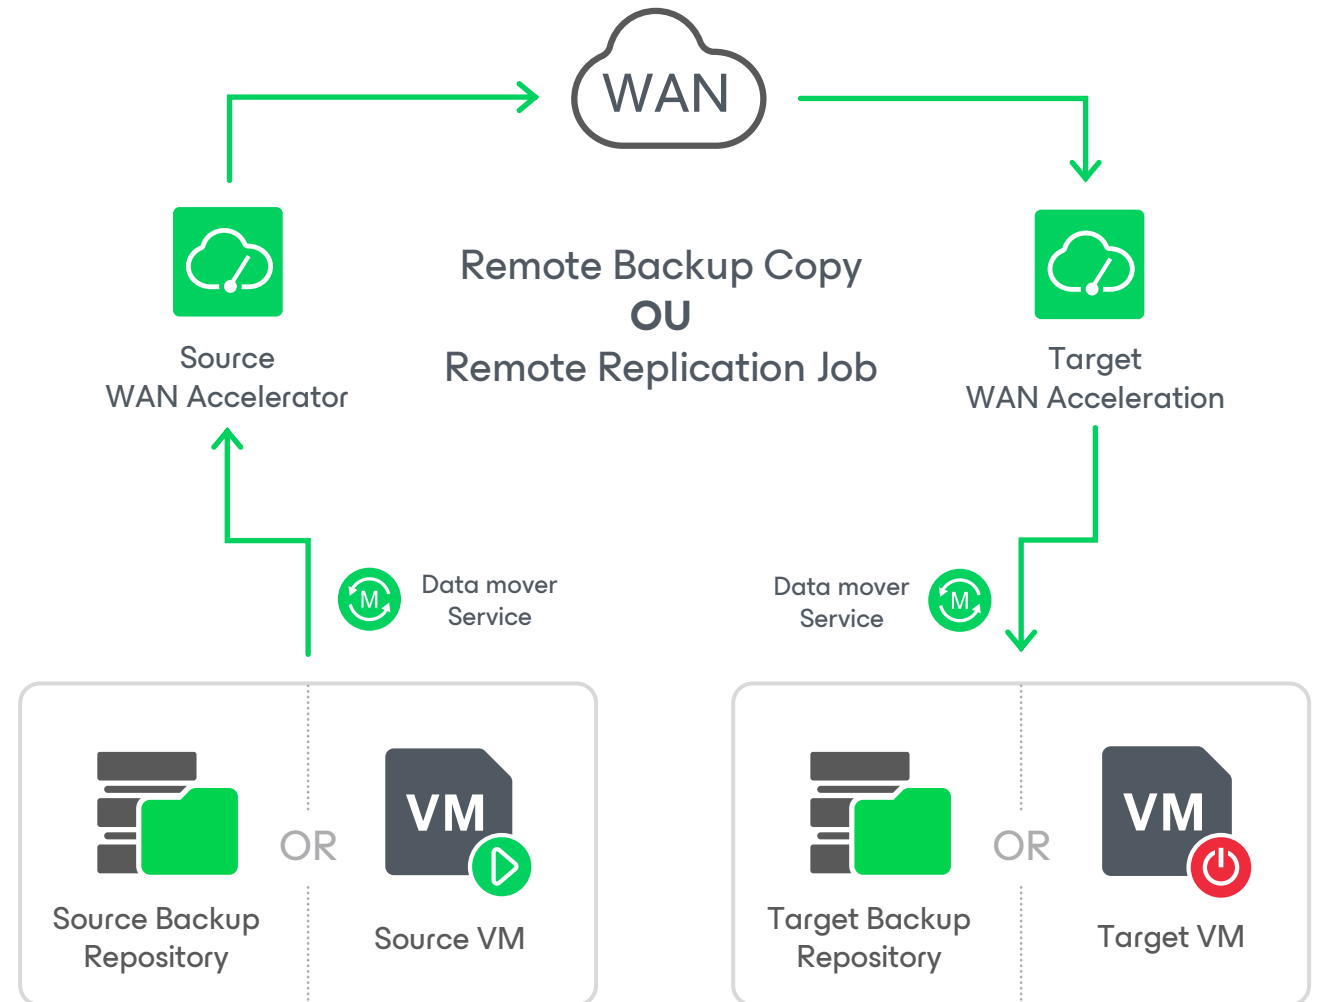 WAN
Remote Backup Copy
OU
Remote Replication Job
Source
WAN Accelerator
Target
WAN Acceleration
M
Data mover
Service
Data mover
Service
M
VM
OR
Source Backup
Repository
Source VM
VM
OR
Target Backup
Repository
Target VM